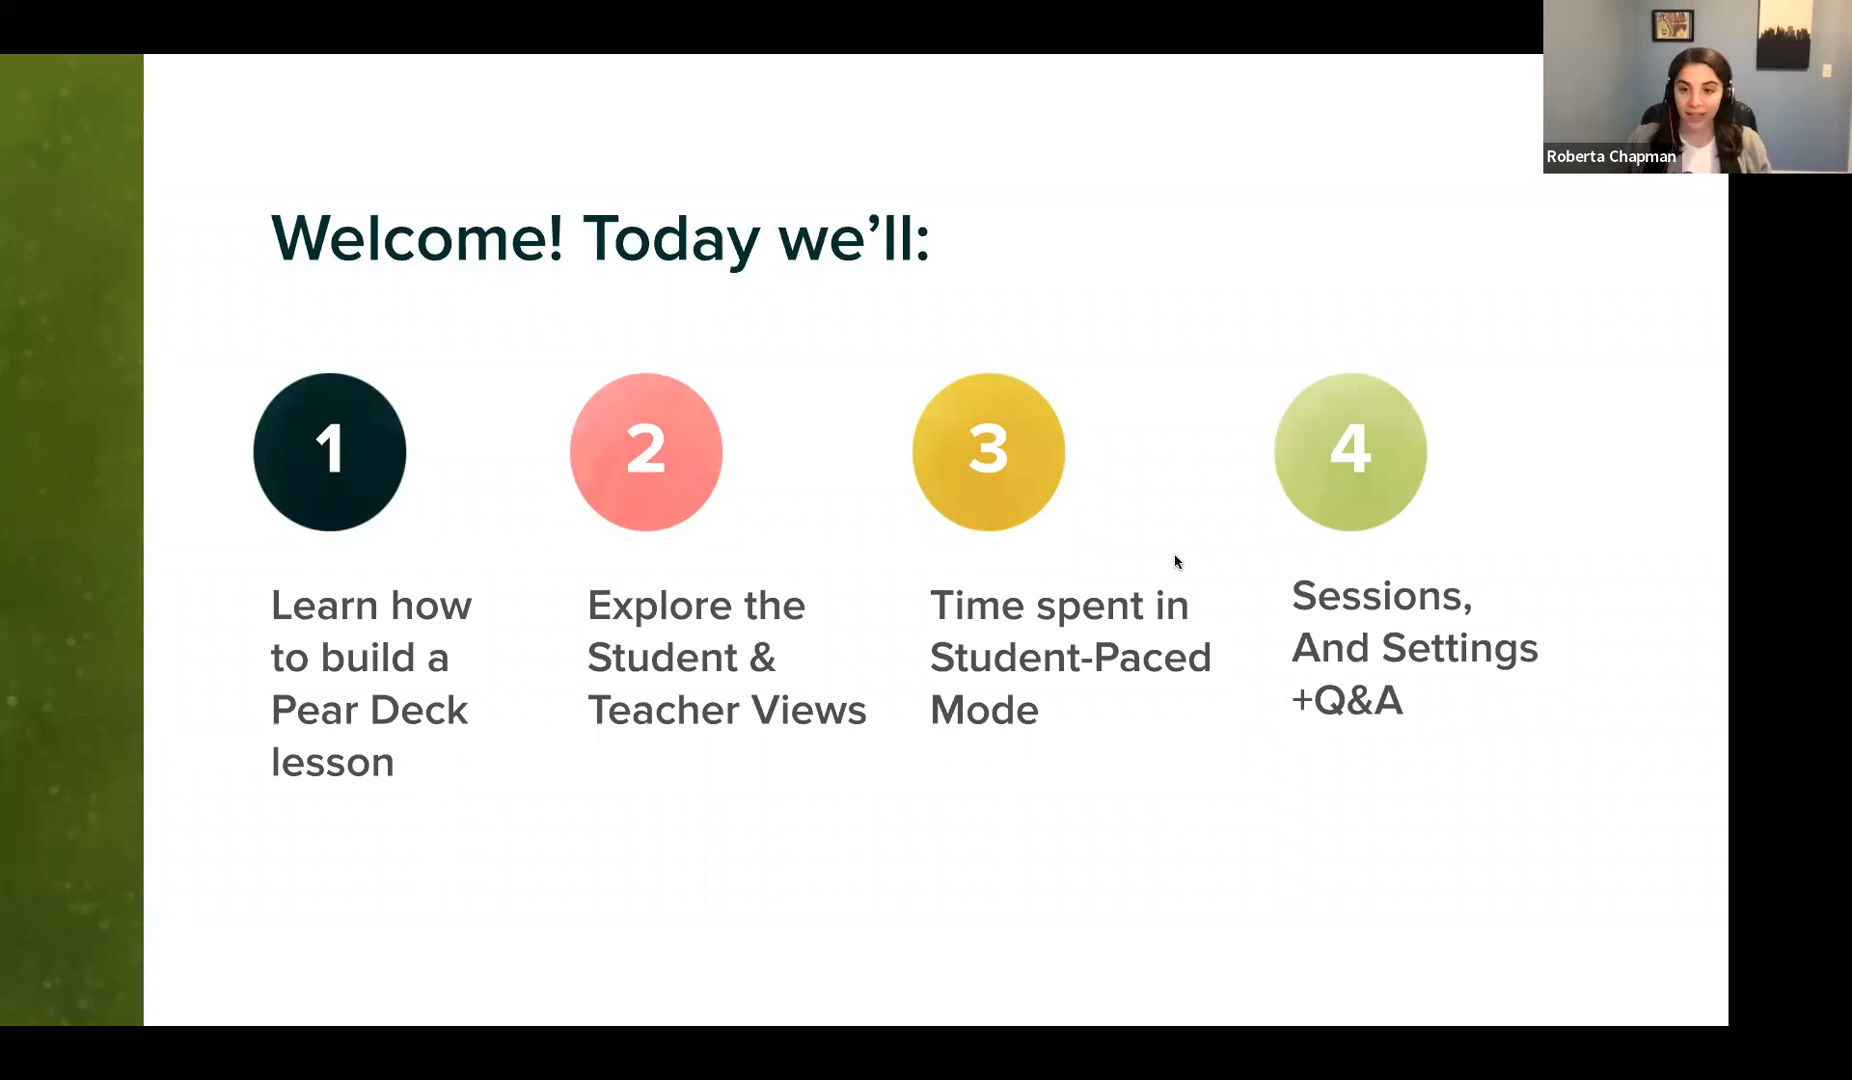 Roberta Chapman
Welcome! Today we’ll:
1
Learn how
to build a
Pear Deck
lesson
2
Explore the
Student &
Teacher Views
3
Time spent in
Student-Paced
Mode
4
Sessions,
And Settings
+Q&A